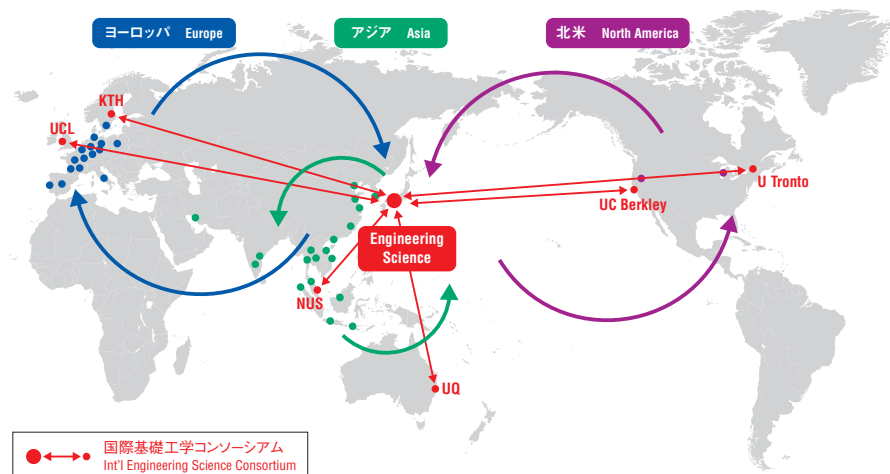 ヨーロッパ Europe
アジア Asia
北米 North America
KTH
UCL
U Tronto
UC Berkley
Engineering
Science
NUS
UQ
国際基礎工学コンソーシアム
Int'l Engineering Science Consortium